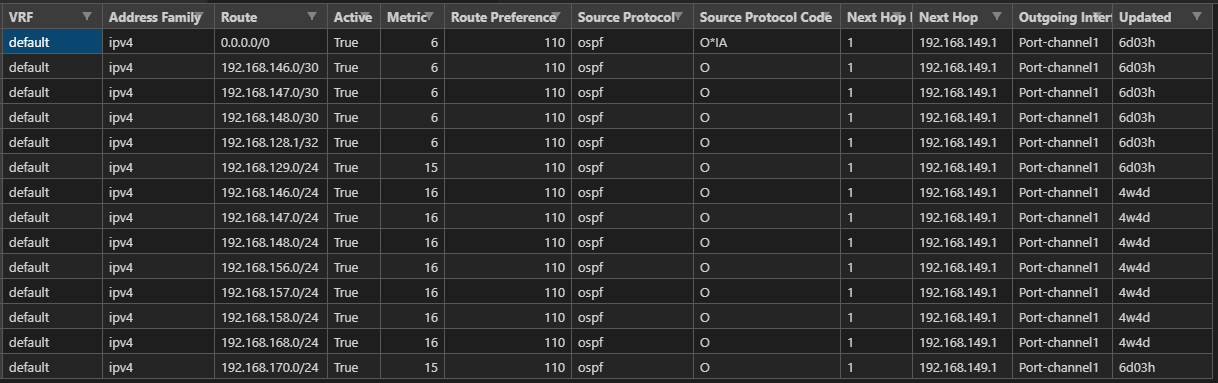 VRF Address Family Route Active Metric Route Preference Source Protocol Source Protocol Code Next Hop Next Hop Outgoing Inter Updated
default ipv4 0.0.0.0/0 True 6 110 ospf O*IA 1 192.168.149.1 Port-channel1 6d03h
default ipv4 192.168.146.0/30 True 6 110 ospf O 1 192.168.149.1 Port-channel1 6d03h
default ipv4 192.168.147.0/30 True 6 110 ospf O 1 192.168.149.1 Port-channel1 6d03h
default ipv4 192.168.148.0/30 True 6 110 ospf O 1 192.168.149.1 Port-channel1 6d03h
default ipv4 192.168.128.1/32 True 6 110 ospf O 1 192.168.149.1 Port-channel1 6d03h
default ipv4 192.168.129.0/24 True 15 110 ospf O 1 192.168.149.1 Port-channel1 6d03h
default ipv4 192.168.146.0/24 True 16 110 ospf O 1 192.168.149.1 Port-channel1 4w4d
default ipv4 192.168.147.0/24 True 16 110 ospf O 1 192.168.149.1 Port-channel1 4w4d
default ipv4 192.168.148.0/24 True 16 110 ospf O 1 192.168.149.1 Port-channel1 4w4d
default ipv4 192.168.156.0/24 True 16 110 ospf O 1 192.168.149.1 Port-channel1 4w4d
default ipv4 192.168.157.0/24 True 16 110 ospf O 1 192.168.149.1 Port-channel1 4w4d
default ipv4 192.168.158.0/24 True 16 110 ospf O 1 192.168.149.1 Port-channel1 4w4d
default ipv4 192.168.168.0/24 True 16 110 ospf O 1 192.168.149.1 Port-channel1 4w4d
default ipv4 192.168.170.0/24 True 15 110 ospf O 1 192.168.149.1 Port-channel1 6d03h